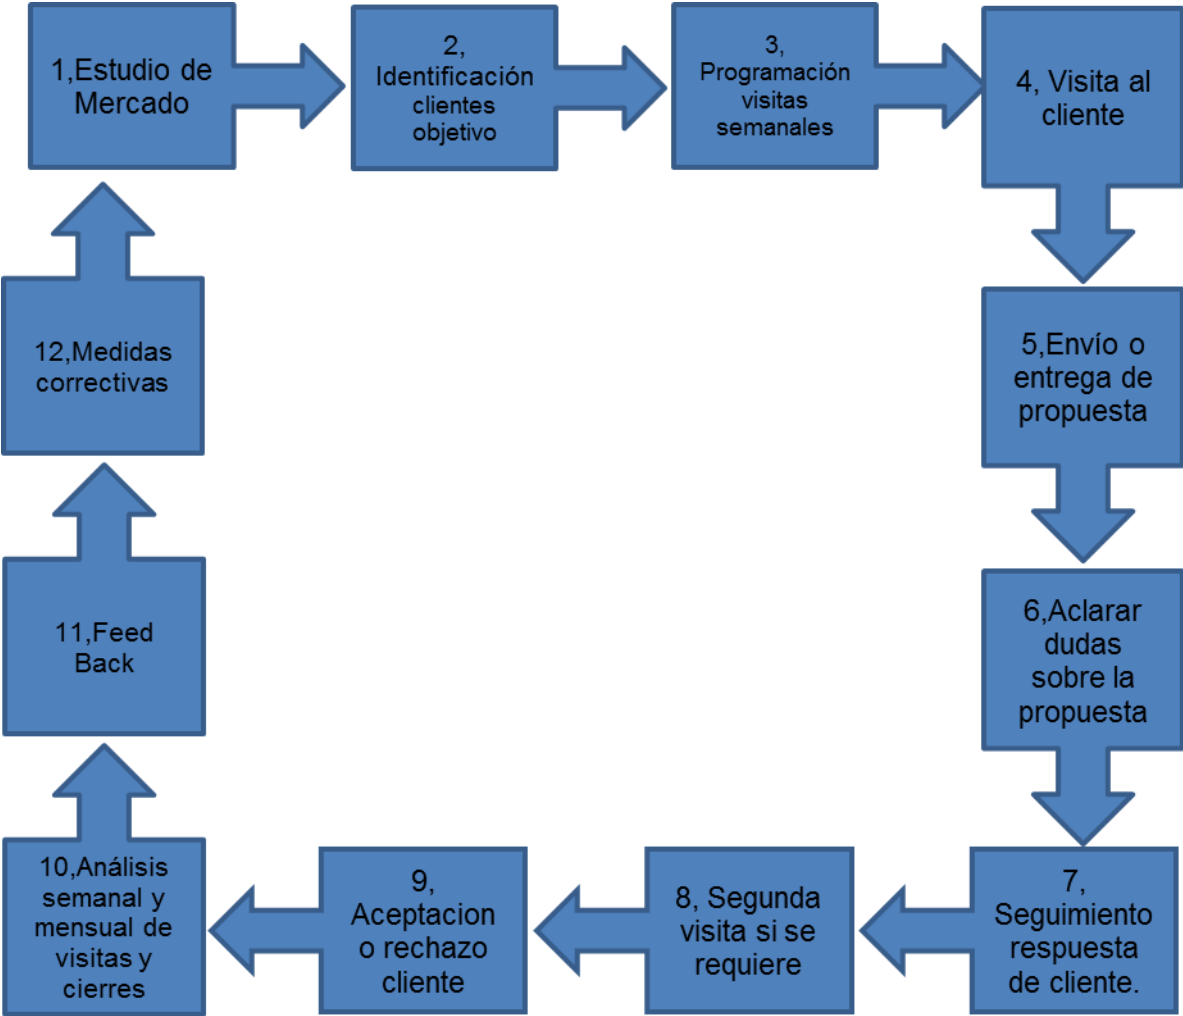 1,Estudio de
Mercado
2,
Identificación
clientes
objetivo
3,
Programación
visitas
semanales
4, Visita al
cliente
5,Envío o
entrega de
propuesta
6,Aclarar
dudas
sobre la
propuesta
7,
Seguimiento
respuesta
de cliente.
8, Segunda
visita si se
requiere
9,
Aceptacion
o rechazo
cliente
10,Análisis
semanal y
mensual de
visitas y
cierres
11,Feed
Back
12,Medidas
correctivas